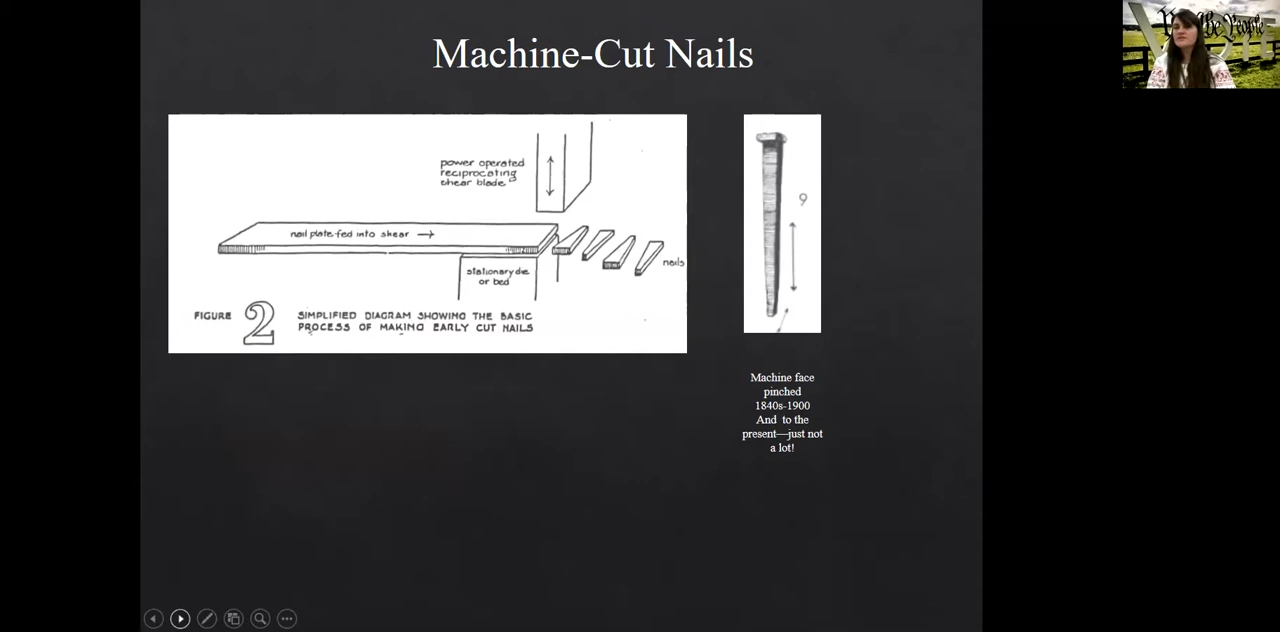 Machine-Cut Nails
power operated
reciprocating
shear blade
nail plate fed into shear →
nails
stationary die
or bed
FIGURE 2 SIMPLIFIED DIAGRAM SHOWING THE BASIC
PROCESS OF MAKING EARLY CUT NAILS
9
Machine face
pinched
1840s-1900
And to the
present—just not
a lot!